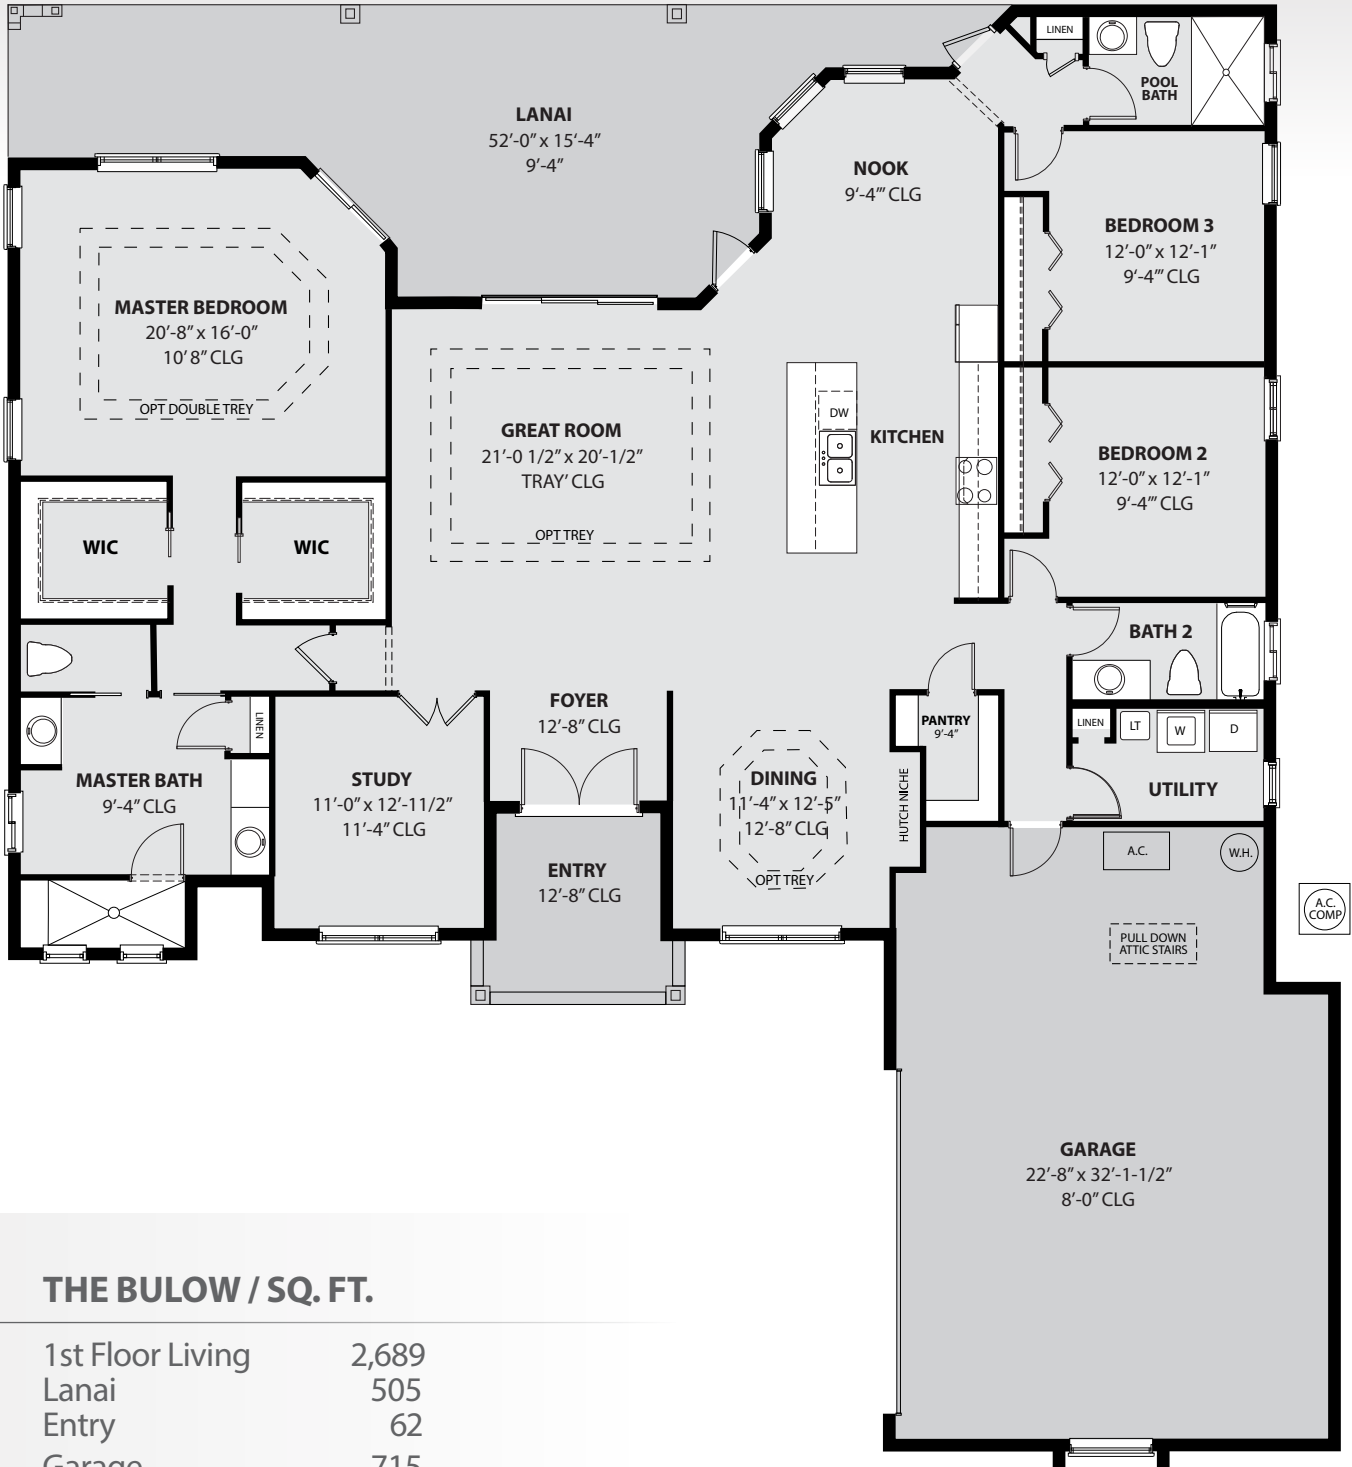 LINEN
POOL
BATH
LANAI
52'-0" x 15'-4"
9'-4"
NOOK
9'-4'" CLG
BEDROOM 3
12'-0" x 12'-1"
9'-4'" CLG
MASTER BEDROOM
20'-8" x 16'-0"
10' 8" CLG
OPT DOUBLE TREY
GREAT ROOM
21'-0 1/2" x 20'-1/2"
TRAY' CLG
OPT TREY
DW
KITCHEN
BEDROOM 2
12'-0" x 12'-1"
9'-4'" CLG
WIC
WIC
BATH 2
LINEN
FOYER
12'-8" CLG
PANTRY
9'-4"
LINEN
LT
W
D
UTILITY
MASTER BATH
9'-4" CLG
STUDY
11'-0" x 12'-11/2"
11'-4" CLG
DINING
11'-4" x 12'-5"
12'-8" CLG
OPT TREY
HUTCH NICHE
ENTRY
12'-8" CLG
A.C.
W.H.
A.C.
COMP
PULL DOWN
ATTIC STAIRS
GARAGE
22'-8" x 32'-1-1/2"
8'-0" CLG
THE BULOW / SQ. FT.
1st Floor Living 2,689
Lanai 505
Entry 62
Garage 715